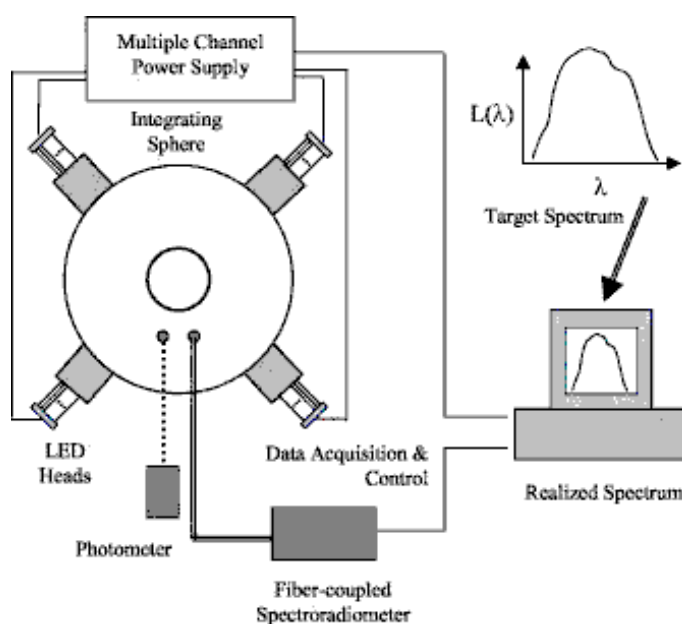 Multiple Channel
Power Supply
Integrating
Sphere
L(λ)
λ
Target Spectrum
LED
Heads
Data Acquisition &
Control
Realized Spectrum
Photometer
Fiber-coupled
Spectroradiometer